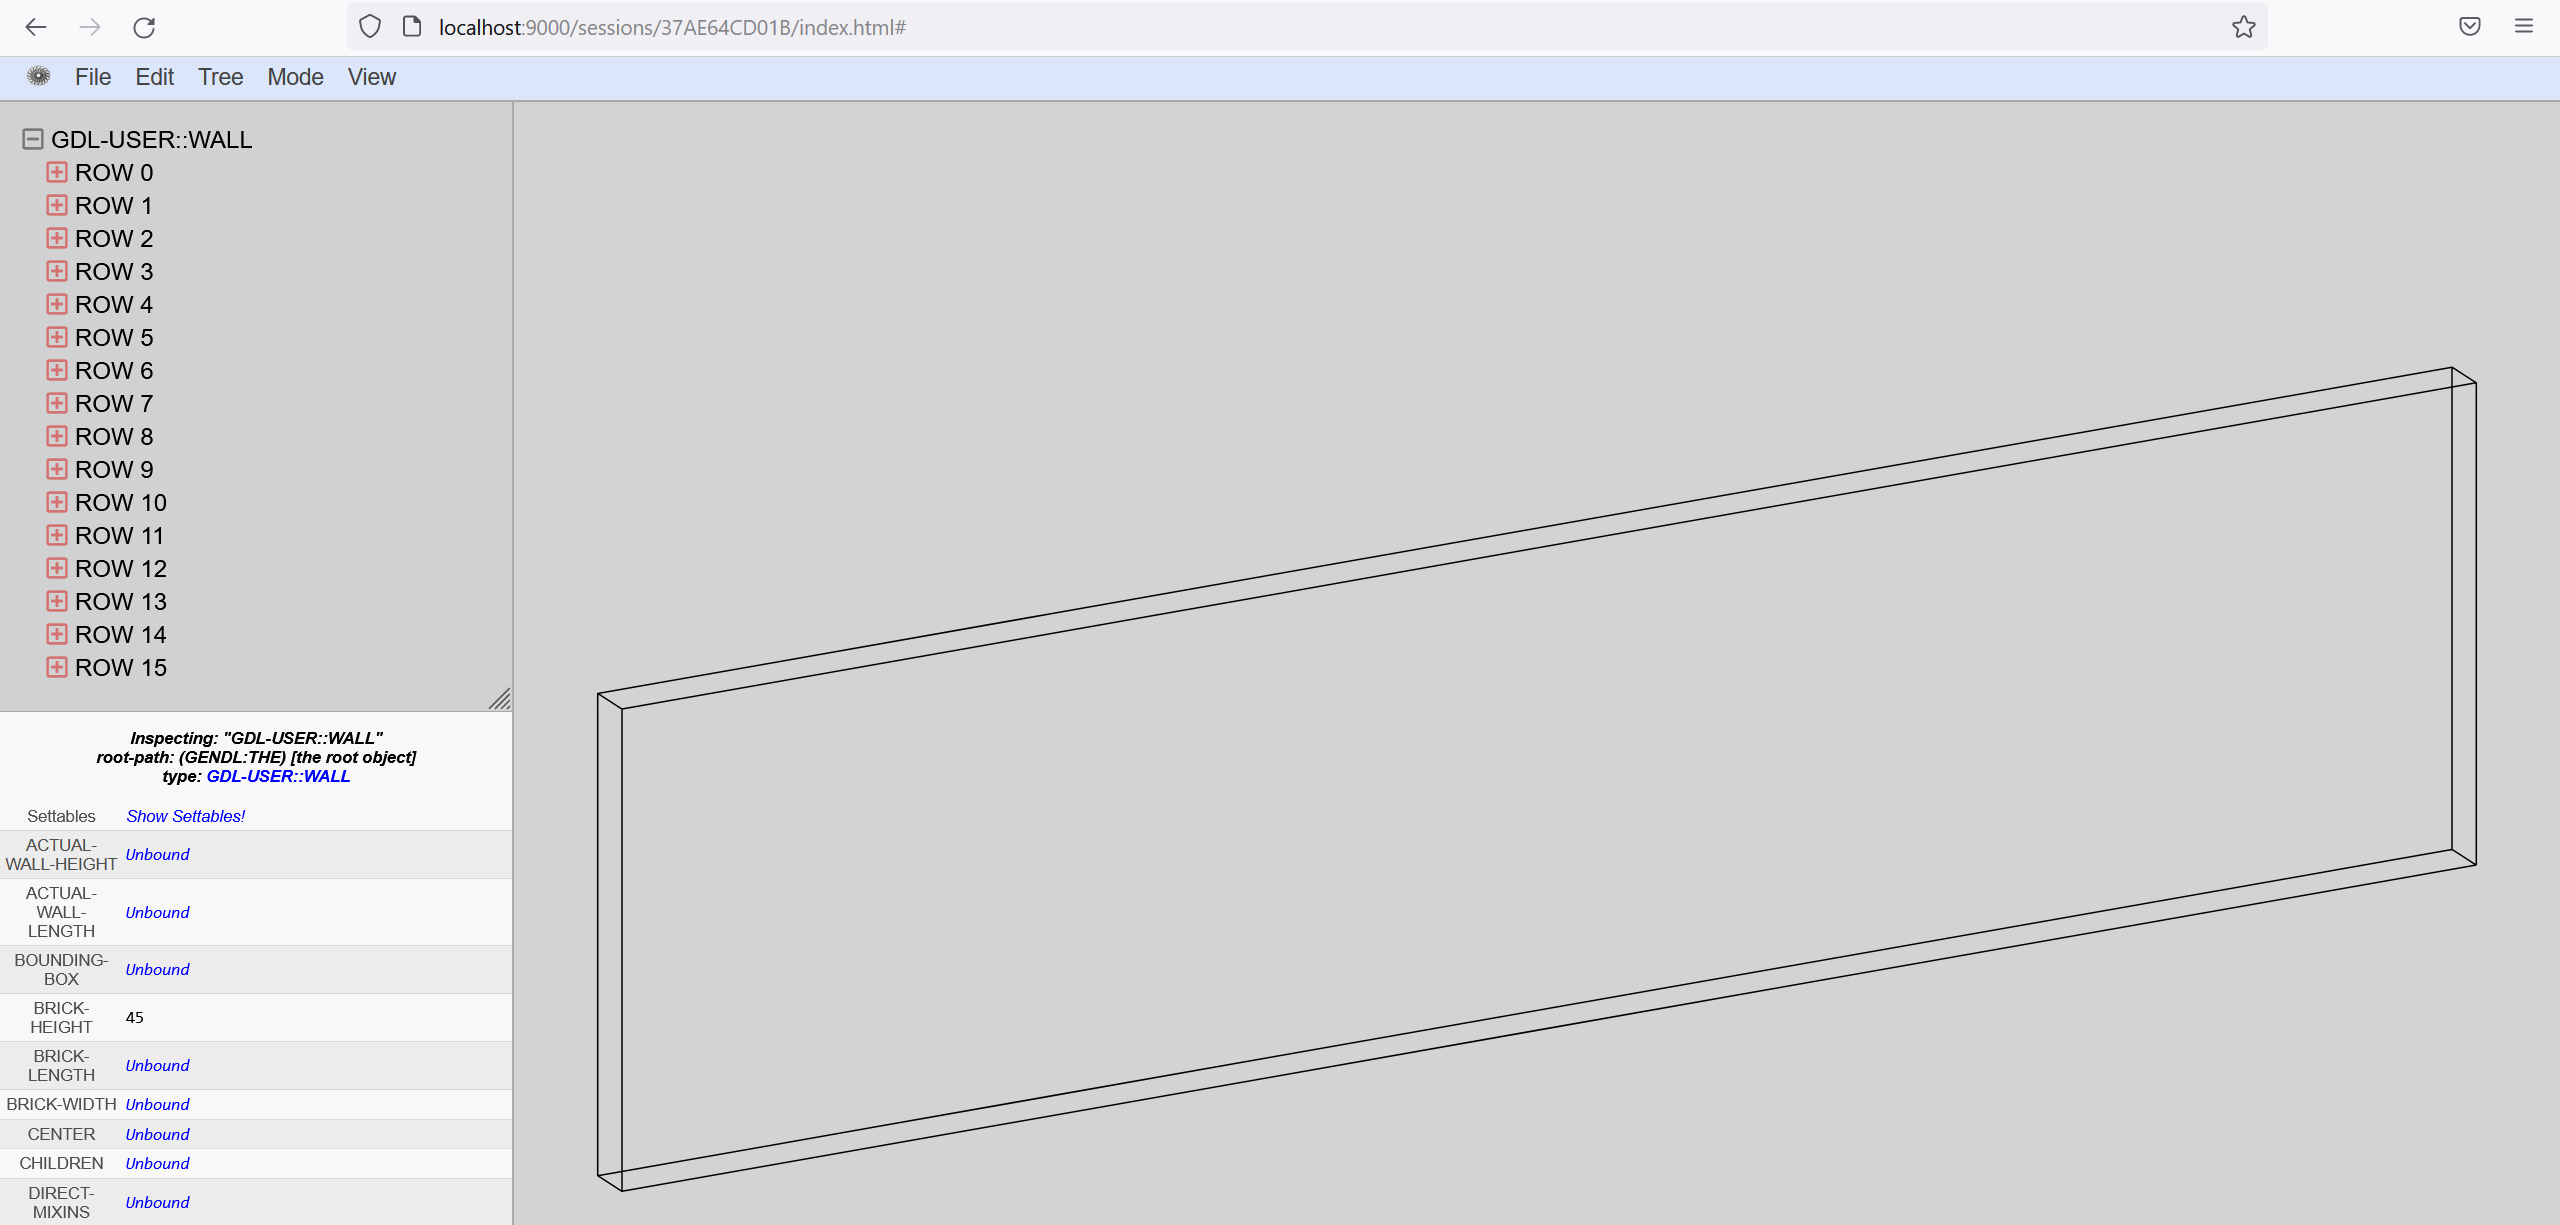 localhost:9000/sessions/37AE64CD01B/index.html#
File Edit Tree Mode View
GDL-USER::WALL
ROW 0
ROW 1
ROW 2
ROW 3
ROW 4
ROW 5
ROW 6
ROW 7
ROW 8
ROW 9
ROW 10
ROW 11
ROW 12
ROW 13
ROW 14
ROW 15
Inspecting: "GDL-USER::WALL"
root-path: (GENDL:THE) [the root object]
type: GDL-USER::WALL
Settables Show Settables!
ACTUAL-
WALL-HEIGHT Unbound
ACTUAL-
WALL- Unbound
LENGTH
BOUNDING-
BOX Unbound
BRICK-
HEIGHT 45
BRICK-
LENGTH Unbound
BRICK-WIDTH Unbound
CENTER Unbound
CHILDREN Unbound
DIRECT-
MIXINS Unbound